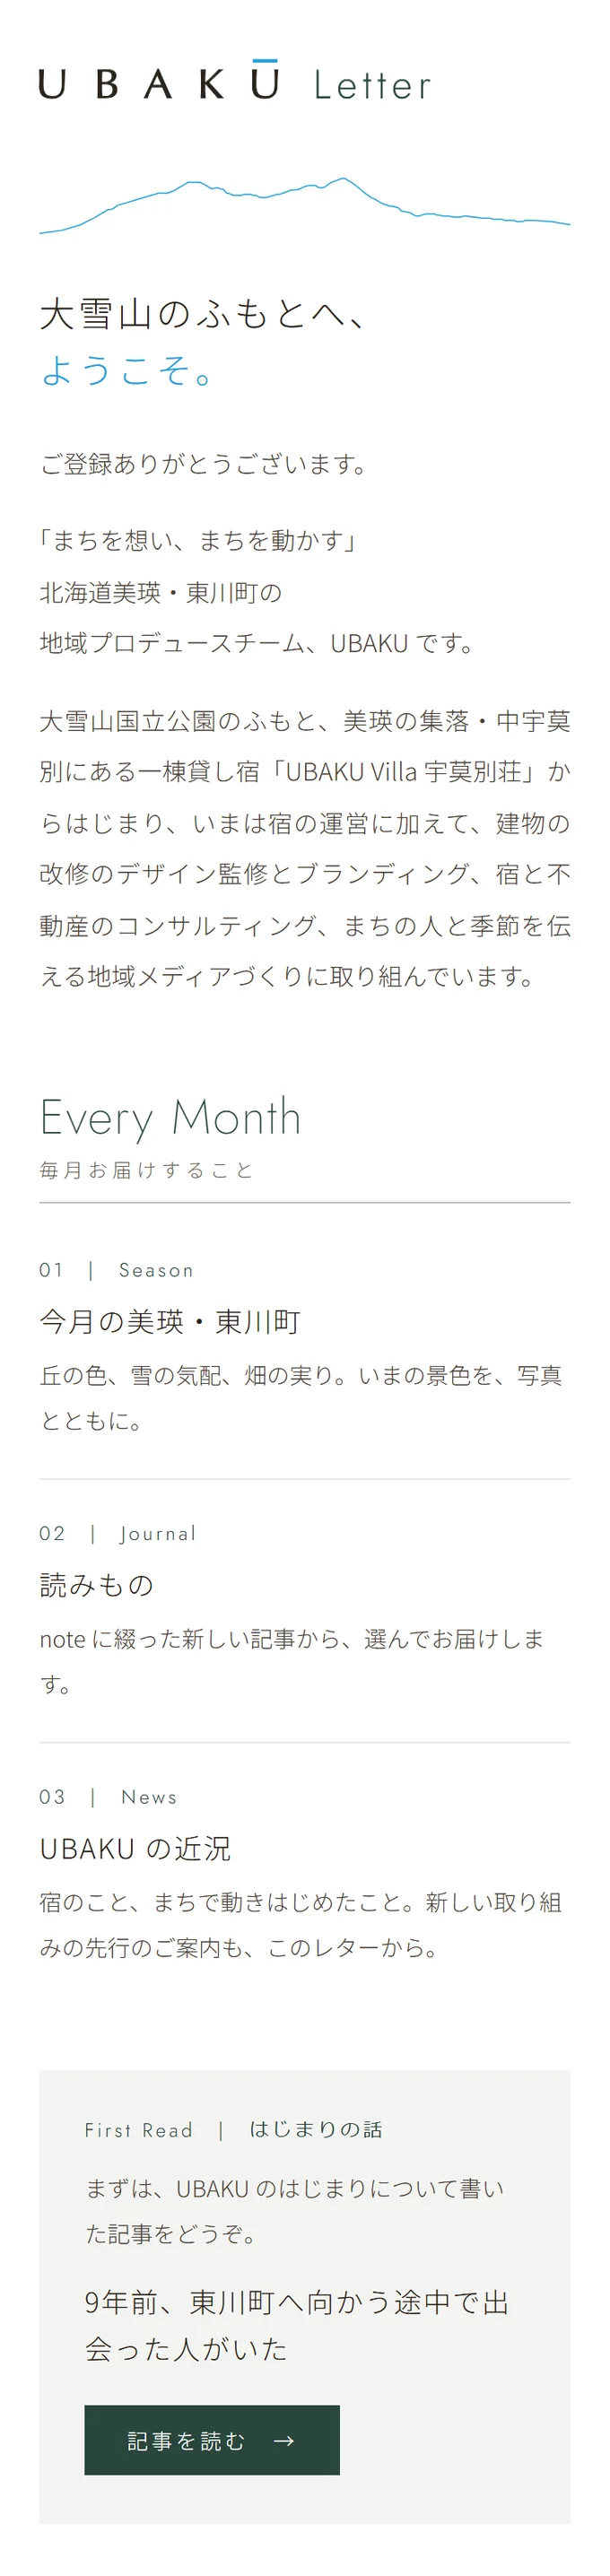 UBAKŪ Letter
大雪山のふもとへ、
ようこそ。
ご登録ありがとうございます。
「まちを想い、まちを動かす」
北海道美瑛・東川町の
地域プロデュースチーム、UBAKU です。
大雪山国立公園のふもと、美瑛の集落・中宇莫
別にある一棟貸し宿「UBAKU Villa 宇莫別荘」か
らはじまり、いまは宿の運営に加えて、建物の
改修のデザイン監修とブランディング、宿と不
動産のコンサルティング、まちの人と季節を伝
える地域メディアづくりに取り組んでいます。
Every Month
毎月お届けすること
01 | Season
今月の美瑛・東川町
丘の色、雪の気配、畑の実り。いまの景色を、写真
とともに。
02 | Journal
読みもの
note に綴った新しい記事から、選んでお届けしま
す。
03 | News
UBAKU の近況
宿のこと、まちで動きはじめたこと。新しい取り組
みの先行のご案内も、このレターから。
First Read | はじまりの話
まずは、UBAKU のはじまりについて書い
た記事をどうぞ。
9年前、東川町へ向かう途中で出
会った人がいた
記事を読む →